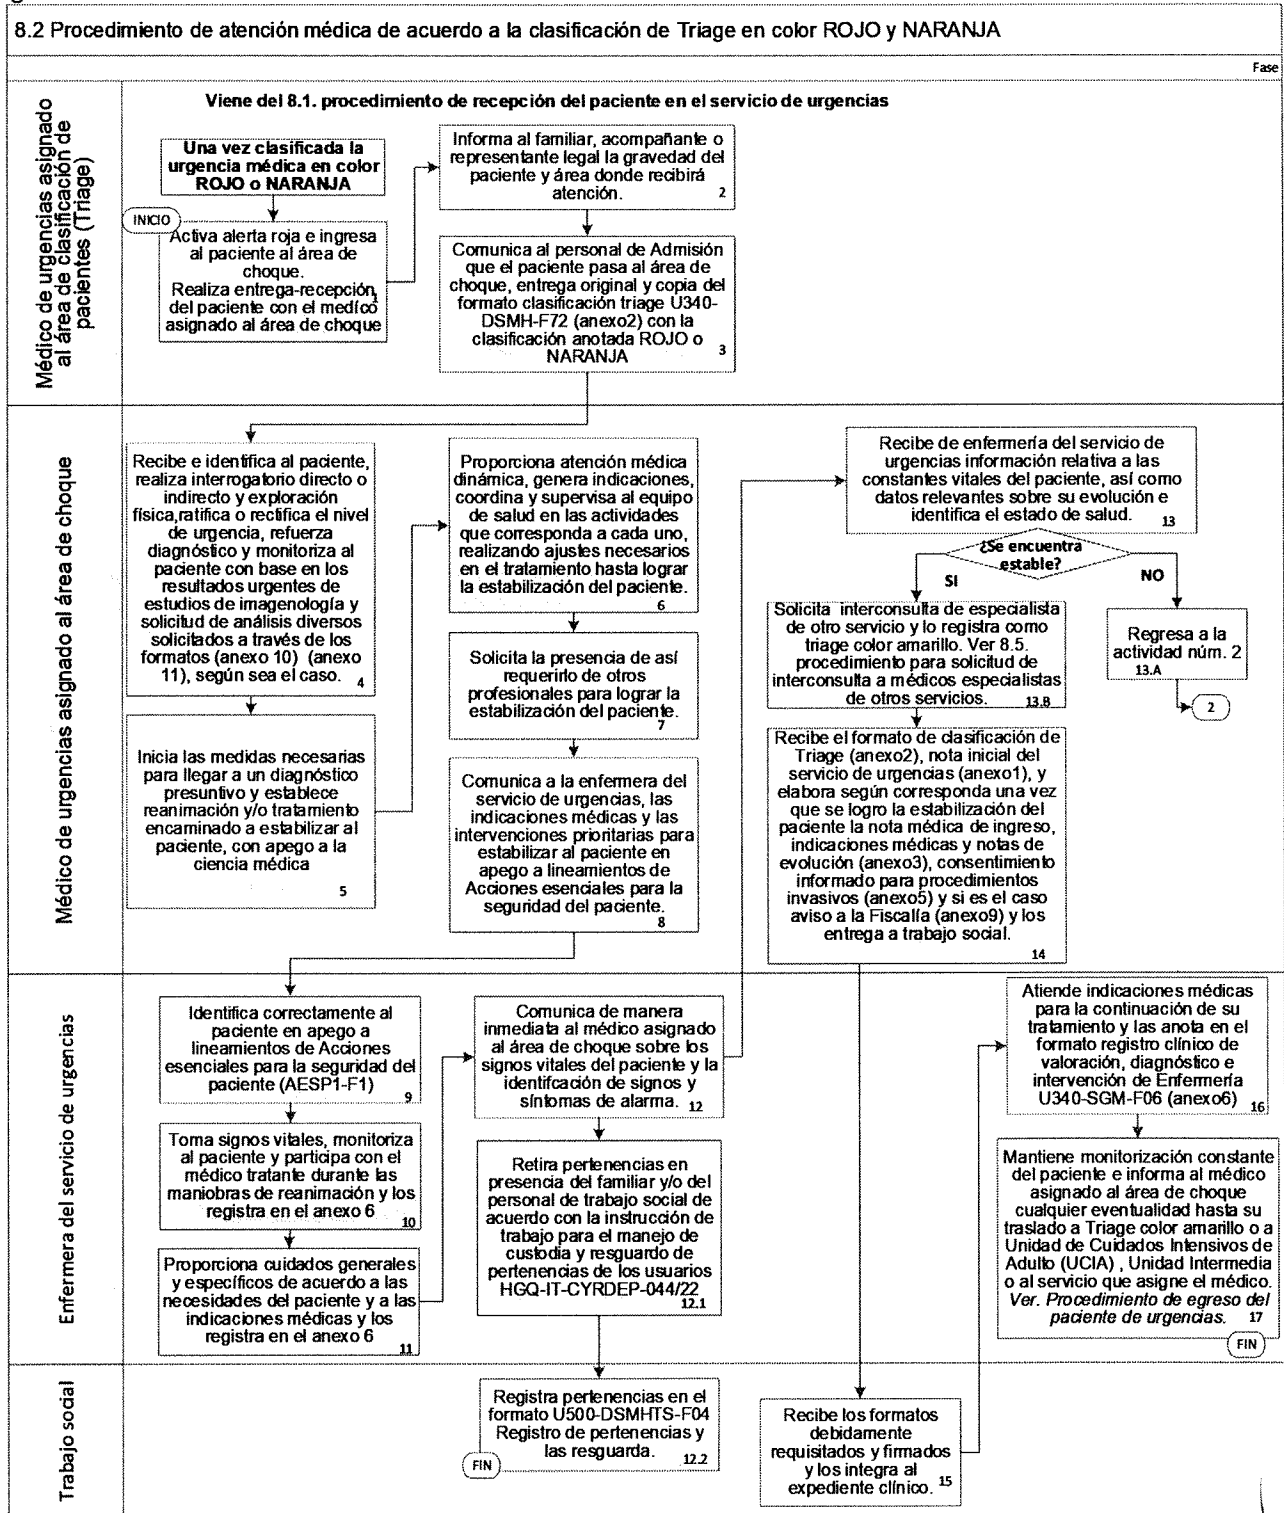 8.2 Procedimiento de atención médica de acuerdo a la clasificación de Triage en color ROJO y NARANJA
Fase
Médico de urgencias asignado
al área de clasificación de
pacientes (Triage)
Viene del 8.1. procedimiento de recepción del paciente en el servicio de urgencias
Una vez clasificada la
urgencia médica en color
ROJO o NARANJA
INICIO
Activa alerta roja e ingresa
al paciente al área de
choque.
Realiza entrega-recepción
del paciente con el medíco
asignado al área de choque
1
Informa al familiar, acompañante o
representante legal la gravedad del
paciente y área donde recibirá
atención.
2
Comunica al personal de Admisión
que el paciente pasa al área de
choque, entrega original y copia del
formato clasificación triage U340-
DSMH-F72 (anexo2) con la
clasificación anotada ROJO o
NARANJA
3
Médico de urgencias asignado al área de choque
Recibe e identifica al paciente,
realiza interrogatorio directo o
indirecto y exploración
física,ratifica o rectifica el nivel
de urgencia, refuerza
diagnóstico y monitoriza al
paciente con base en los
resultados urgentes de
estudios de imagenología y
solicitud de análisis diversos
solicitados a través de los
formatos (anexo 10) (anexo
11), según sea el caso.
4
Inicia las medidas necesarias
para llegar a un diagnóstico
presuntivo y establece
reanimación y/o tratamiento
encaminado a estabilizar al
paciente, con apego a la
ciencia médica
5
Proporciona atención médica
dinámica, genera indicaciones,
coordina y supervisa al equipo
de salud en las actividades
que corresponda a cada uno,
realizando ajustes necesarios
en el tratamiento hasta lograr
la estabilización del paciente.
6
Solicita la presencia de así
requerirlo de otros
profesionales para lograr la
estabilización del paciente.
7
Comunica a la enfermera del
servicio de urgencias, las
indicaciones médicas y las
intervenciones prioritarias para
estabilizar al paciente en
apego a lineamientos de
Acciones esenciales para la
seguridad del paciente.
8
Recibe de enfermería del servicio de
urgencias información relativa a las
constantes vitales del paciente, así como
datos relevantes sobre su evolución e
identifica el estado de salud.
13
¿Se encuentra
estable?
SI
NO
Solicita interconsulta de especialista
de otro servicio y lo registra como
triage color amarillo. Ver 8.5.
procedimiento para solicitud de
interconsulta a médicos especialistas
de otros servicios.
13.B
Regresa a la
actividad núm. 2
13.A
2
Recibe el formato de clasificación de
Triage (anexo2), nota inicial del
servicio de urgencias (anexo1), y
elabora según corresponda una vez
que se logro la estabilización del
paciente la nota médica de ingreso,
indicaciones médicas y notas de
evolución (anexo3), consentimiento
informado para procedimientos
invasivos (anexo5) y si es el caso
aviso a la Fiscalía (anexo9) y los
entrega a trabajo social.
14
Enfermera del servicio de urgencias
Identifica correctamente al
paciente en apego a
lineamientos de Acciones
esenciales para la seguridad del
paciente (AESP1-F1)
9
Toma signos vitales, monitoriza
al paciente y participa con el
médico tratante durante las
maniobras de reanimación y los
registra en el anexo 6
10
Proporciona cuidados generales
y específicos de acuerdo a las
necesidades del paciente y a las
indicaciones médicas y los
registra en el anexo 6
11
Comunica de manera
inmediata al médico asignado
al área de choque sobre los
signos vitales del paciente y la
identifcación de signos y
síntomas de alarma.
12
Retira pertenencias en
presencia del familiar y/o del
personal de trabajo social de
acuerdo con la instrucción de
trabajo para el manejo de
custodia y resguardo de
pertenencias de los usuarios
HGQ-IT-CYRDEP-044/22
12.1
Atiende indicaciones médicas
para la continuación de su
tratamiento y las anota en el
formato registro clínico de
valoración, diagnóstico e
intervención de Enfermería
U340-SGM-F06 (anexo6)
16
Mantiene monitorización constante
del paciente e informa al médico
asignado al área de choque
cualquier eventualidad hasta su
traslado a Triage color amarillo o a
Unidad de Cuidados Intensivos de
Adulto (UCIA) , Unidad Intermedia
o al servicio que asigne el médico.
Ver. Procedimiento de egreso del
paciente de urgencias.
17
FIN
Trabajo social
Registra pertenencias en el
formato U500-DSMHTS-F04
Registro de pertenencias y
las resguarda.
12.2
FIN
Recibe los formatos
debidamente
requisitados y firmados
y los integra al
expediente clínico.
15